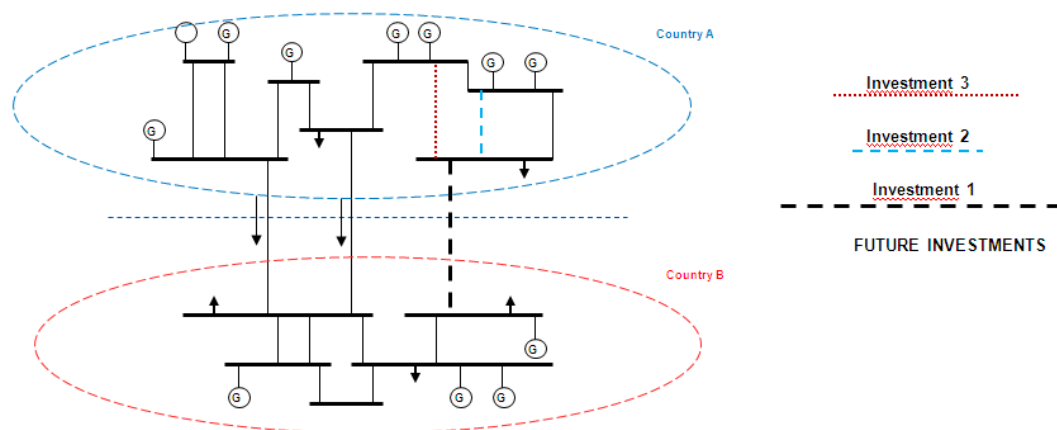 G
G
G
G
G
G
Country A
G
G
Investment 3
Investment 2
Investment 1
FUTURE INVESTMENTS
Country B
G
G
G
G